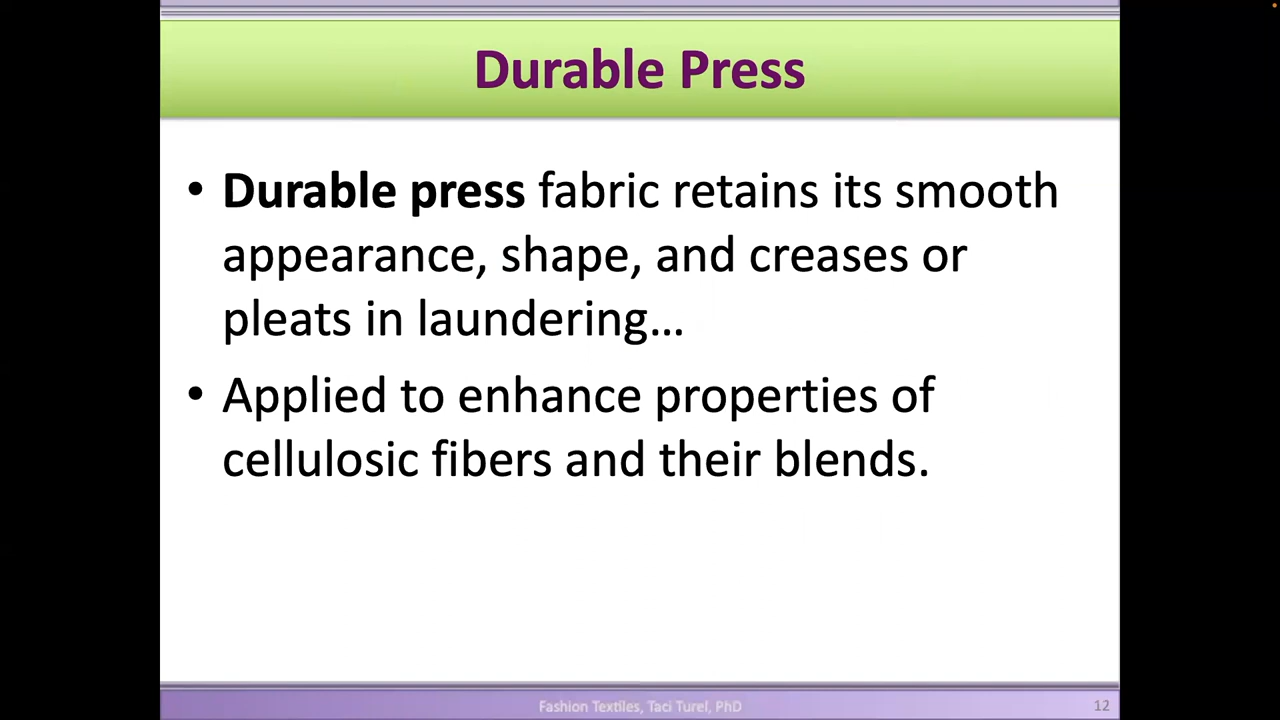 Durable Press
• Durable press fabric retains its smooth
appearance, shape, and creases or
pleats in laundering...
• Applied to enhance properties of
cellulosic fibers and their blends.
Fashion Textiles, Taci Turel, PhD
12